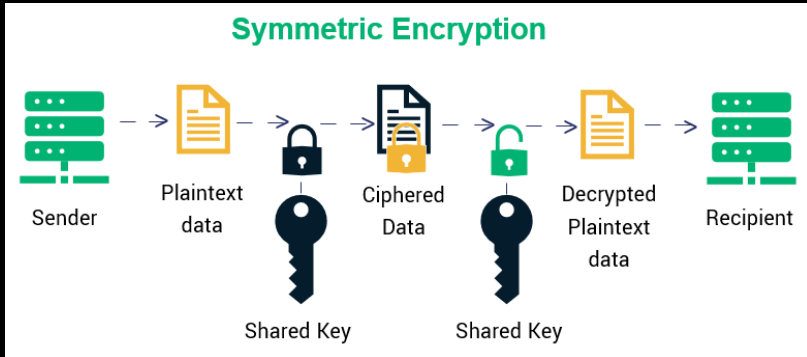 Symmetric Encryption
Sender
Plaintext
data
Shared Key
Ciphered
Data
Shared Key
Decrypted
Plaintext
data
Recipient